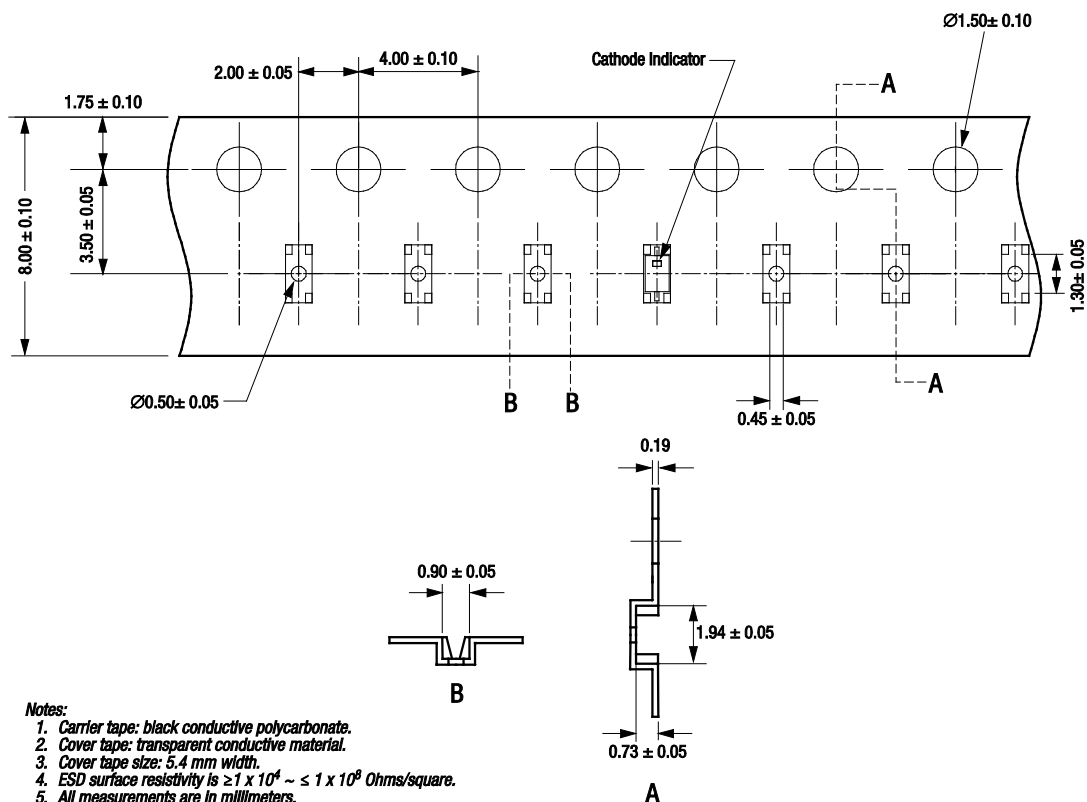 Ø1.50± 0.10
4.00 ± 0.10
Cathode Indicator
2.00 ± 0.05
A
1.75 ± 0.10
8.00 ± 0.10
3.50 ± 0.05
1.30± 0.05
A
Ø0.50± 0.05
B B
0.45 ± 0.05
0.19
0.90 ± 0.05
1.94 ± 0.05
B
0.73 ± 0.05
A
Notes:
1. Carrier tape: black conductive polycarbonate.
2. Cover tape: transparent conductive material.
3. Cover tape size: 5.4 mm width.
4. ESD surface resistivity is ≥1 x 10⁴ ~ ≤ 1 x 10⁸ Ohms/square.
5. All measurements are in millimeters.